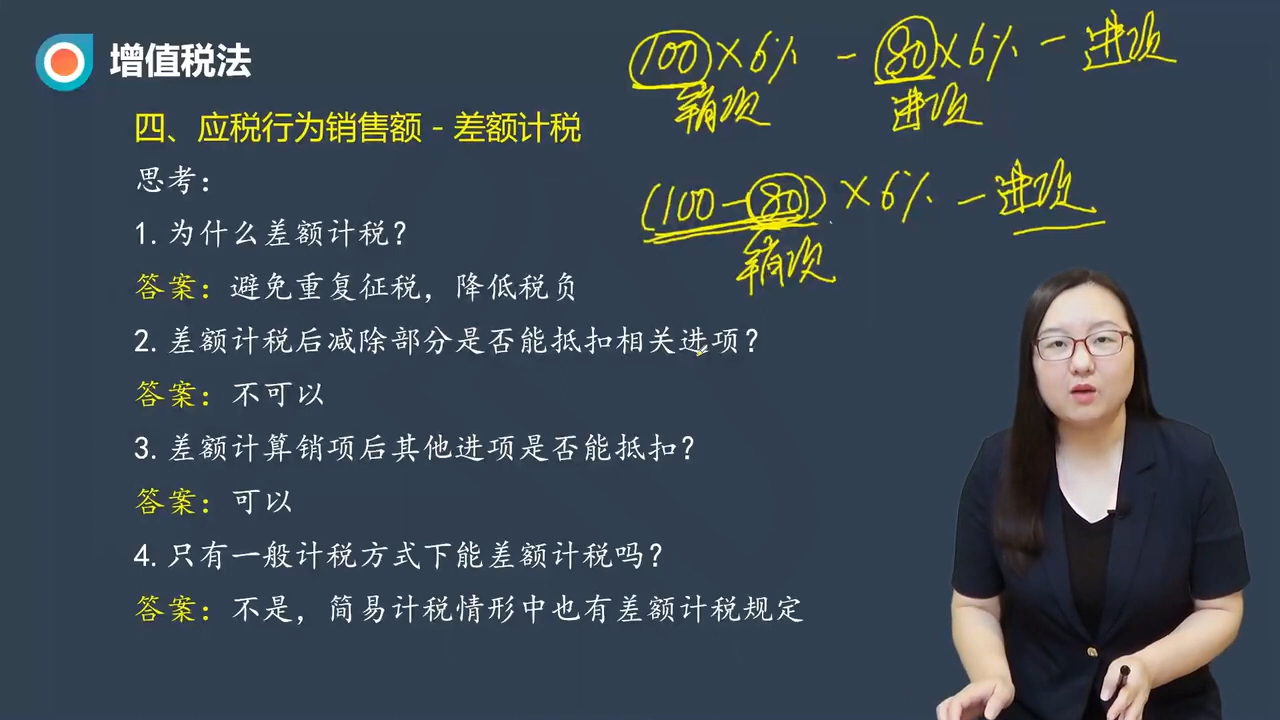 增值税法
100×6% - 80×6% - 进项
销项 进项
四、应税行为销售额-差额计税
思考：
(100-80)×6% - 进项
销项
1.为什么差额计税？
答案：避免重复征税，降低税负
2.差额计税后减除部分是否能抵扣相关进项？
答案：不可以
3.差额计算销项后其他进项是否能抵扣？
答案：可以
4.只有一般计税方式下能差额计税吗？
答案：不是，简易计税情形中也有差额计税规定